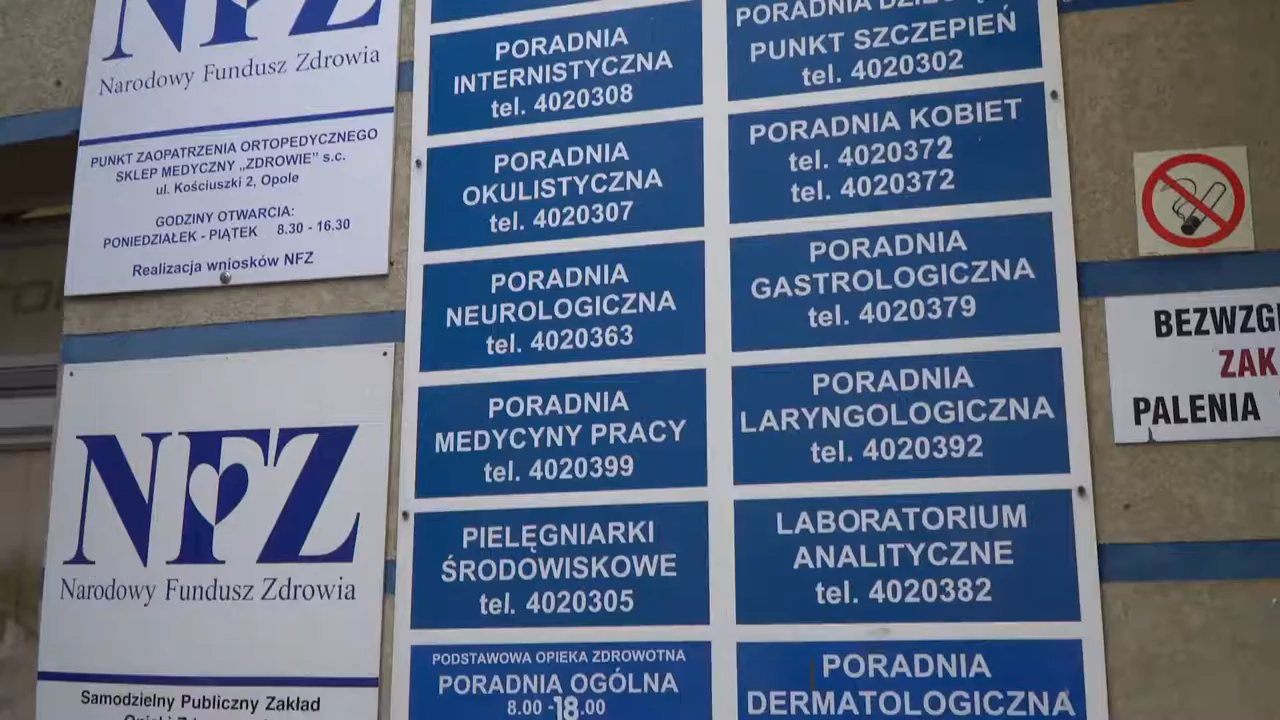 NFZ
Narodowy Fundusz Zdrowia
PUNKT ZAOPATRZENIA ORTOPEDYCZNEGO
SKLEP MEDYCZNY „ZDROWIE” s.c.
ul. Kościuszki 2, Opole
GODZINY OTWARCIA:
PONIEDZIAŁEK - PIĄTEK 8.30 - 16.30
Realizacja wniosków NFZ
NFZ
Narodowy Fundusz Zdrowia
Samodzielny Publiczny Zakład
PORADNIA
INTERNISTYCZNA
tel. 4020308
PORADNIA
OKULISTYCZNA
tel. 4020307
PORADNIA
NEUROLOGICZNA
tel. 4020363
PORADNIA
MEDYCYNY PRACY
tel. 4020399
PIELĘGNIARKI
ŚRODOWISKOWE
tel. 4020305
PODSTAWOWA OPIEKA ZDROWOTNA
PORADNIA OGÓLNA
8.00 -18.00
PORADNIA
PUNKT SZCZEPIEŃ
tel. 4020302
PORADNIA KOBIET
tel. 4020372
tel. 4020372
PORADNIA
GASTROLOGICZNA
tel. 4020379
PORADNIA
LARYNGOLOGICZNA
tel. 4020392
LABORATORIUM
ANALITYCZNE
tel. 4020382
PORADNIA
DERMATOLOGICZNA
BEZWZG
ZAK
PALENIA